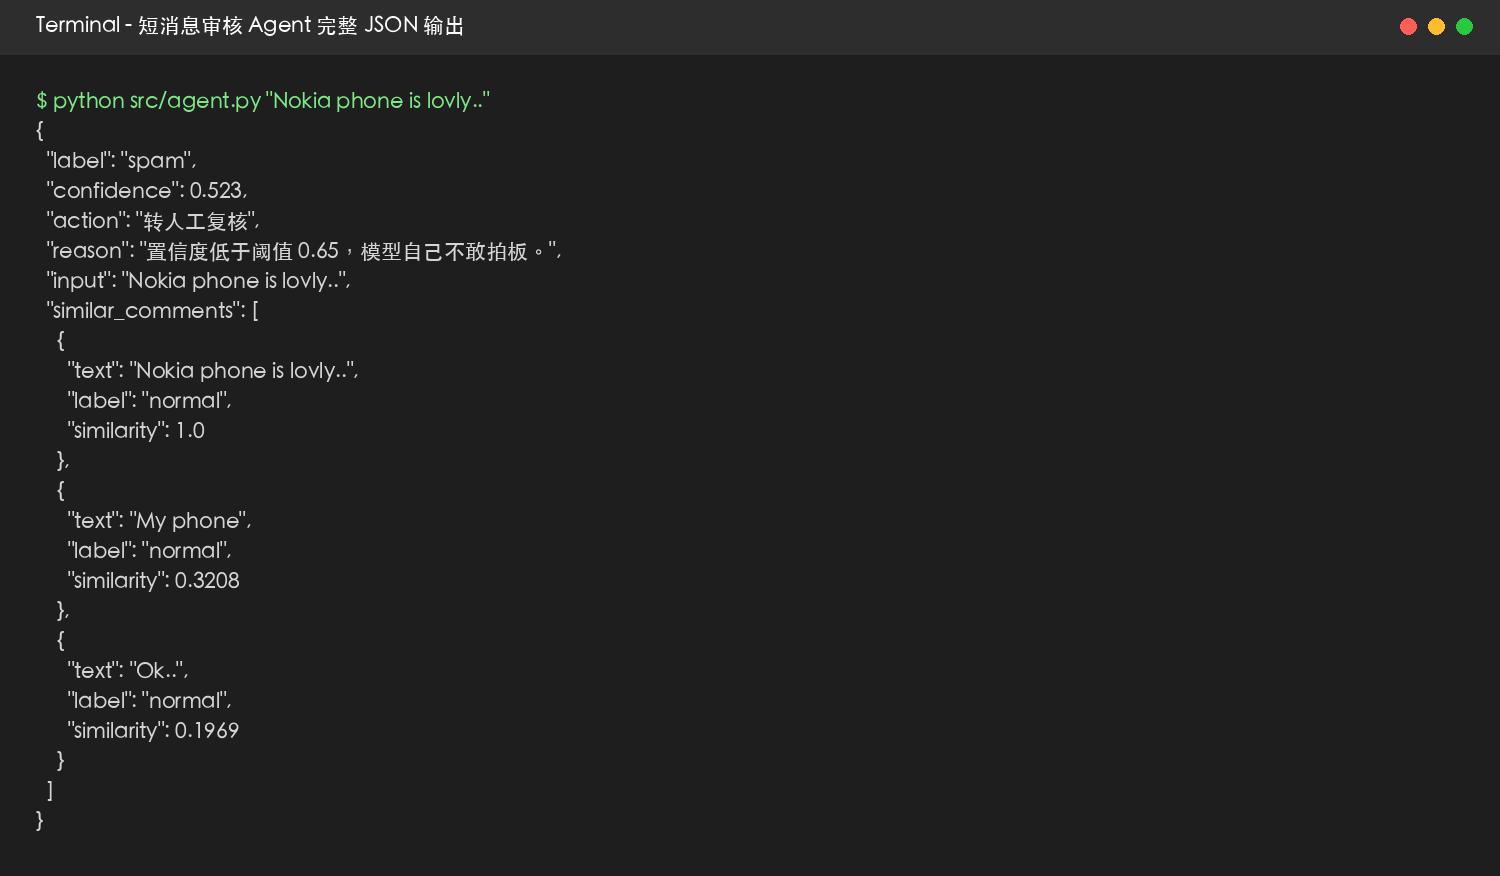 Terminal - 短消息审核 Agent 完整 JSON 输出
$ python src/agent.py "Nokia phone is lovly.."
{
"label": "spam",
"confidence": 0.523,
"action": "转人工复核",
"reason": "置信度低于阈值 0.65，模型自己不敢拍板。",
"input": "Nokia phone is lovly..",
"similar_comments": [
{
"text": "Nokia phone is lovly..",
"label": "normal",
"similarity": 1.0
},
{
"text": "My phone",
"label": "normal",
"similarity": 0.3208
},
{
"text": "Ok..",
"label": "normal",
"similarity": 0.1969
}
]
}